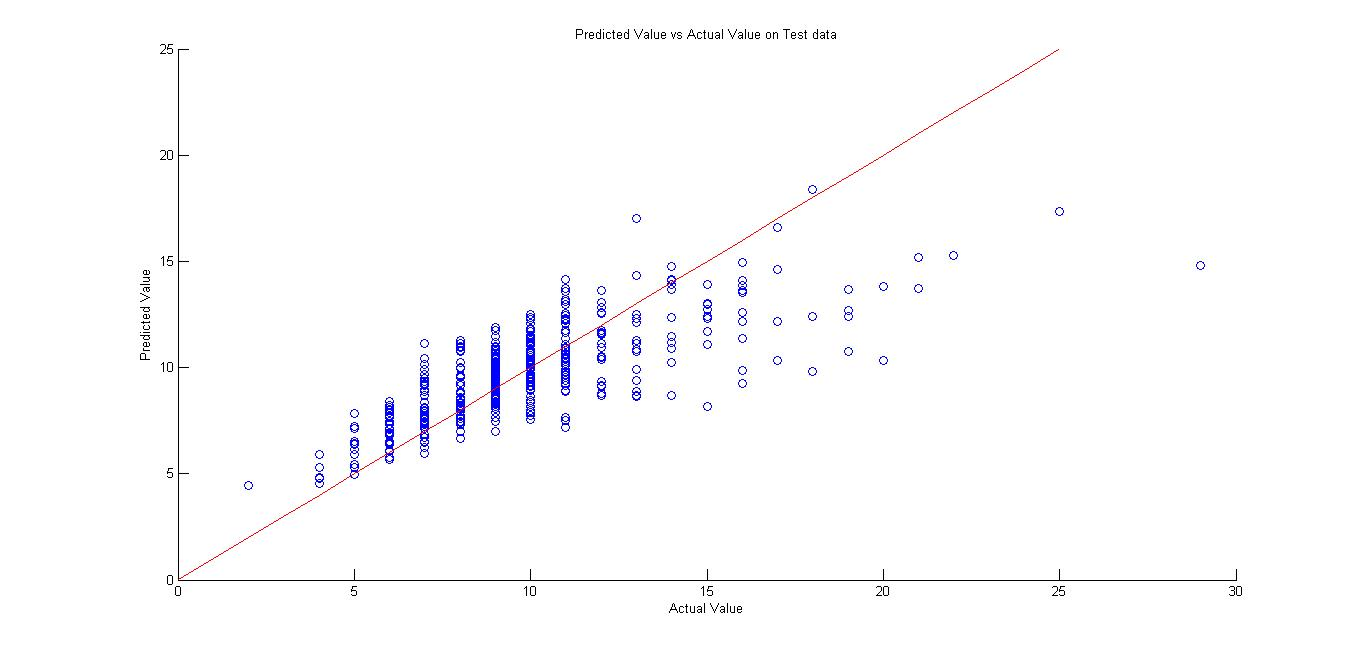 Predicted Value vs Actual Value on Test data
25
20
15
10
5
0
Predicted Value
0 5 10 15 20 25 30
Actual Value